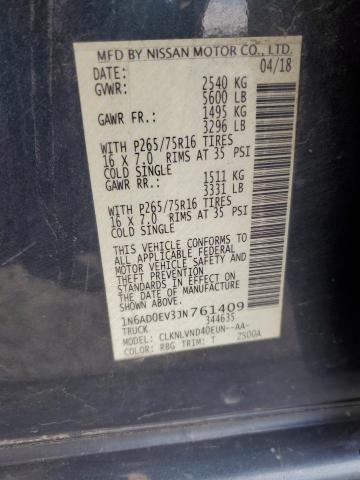 MFD BY NISSAN MOTOR CO., LTD.
DATE: 04/18
GVWR: 2540 KG
5600 LB
GAWR FR.: 1495 KG
3296 LB
WITH P265/75R16 TIRES
16 X 7.0 RIMS AT 35 PSI
COLD SINGLE
GAWR RR.: 1511 KG
3331 LB
WITH P265/75R16 TIRES
16 X 7.0 RIMS AT 35 PSI
COLD SINGLE
THIS VEHICLE CONFORMS TO
ALL APPLICABLE FEDERAL
MOTOR VEHICLE SAFETY AND
THEFT PREVENTION
STANDARDS IN EFFECT ON
THE DATE OF MANUFACTURE
SHOWN ABOVE.
1N6AD0EV3JN761409
TRUCK 344635
MODEL: CLKNLVND40EUN--AA-
COLOR: RBG TRIM: T 2S00A